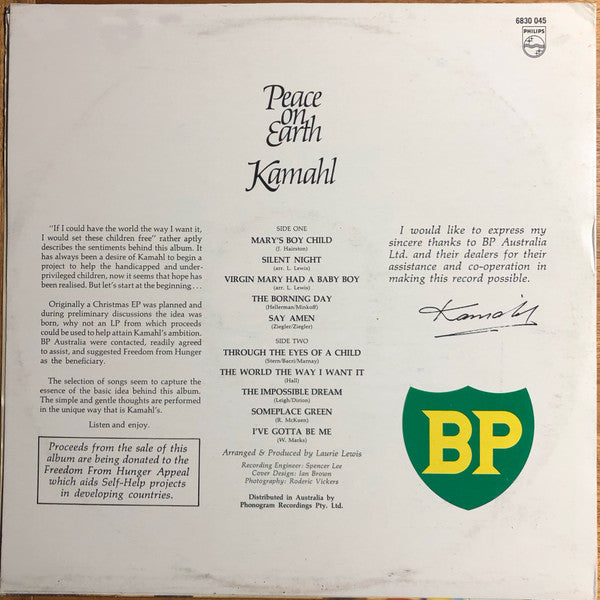 6830 045
PHILIPS
Peace
on
Earth
Kamahl
"If I could have the world the way I want it,
I would set these children free" rather aptly
describes the sentiments behind this album. It
has always been a desire of Kamahl to begin a
project to help the handicapped and under-
privileged children, now it seems that hope has
been realised. But let's start at the beginning . . .
Originally a Christmas EP was planned and
during preliminary discussions the idea was
born, why not an LP from which proceeds
could be used to help attain Kamahl's ambition.
BP Australia were contacted, readily agreed
to assist, and suggested Freedom from Hunger
as the beneficiary.
The selection of songs seem to capture the
essence of the basic idea behind this album.
The simple and gentle thoughts are performed
in the unique way that is Kamahl's.
Listen and enjoy.
Proceeds from the sale of this
album are being donated to the
Freedom From Hunger Appeal
which aids Self-Help projects
in developing countries.
SIDE ONE
MARY'S BOY CHILD
(J. Hairston)
SILENT NIGHT
(arr. L. Lewis)
VIRGIN MARY HAD A BABY BOY
(arr. L. Lewis)
THE BORNING DAY
(Hellerman/Minkoff)
SAY AMEN
(Ziegler/Ziegler)
SIDE TWO
THROUGH THE EYES OF A CHILD
(Stern/Bacri/Marnay)
THE WORLD THE WAY I WANT IT
(Hall)
THE IMPOSSIBLE DREAM
(Leigh/Dirion)
SOMEPLACE GREEN
(R. McKuen)
I'VE GOTTA BE ME
(W. Marks)
Arranged & Produced by Laurie Lewis
Recording Engineer: Spencer Lee
Cover Design: Ian Brown
Photography: Roderic Vickers
Distributed in Australia by
Phonogram Recordings Pty. Ltd.
I would like to express my
sincere thanks to BP Australia
Ltd. and their dealers for their
assistance and co-operation in
making this record possible.
Kamahl
BP